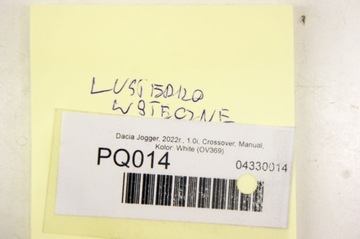 LUSTERKO
WSTECZNE
Dacia Jogger, 2022r., 1.0i, Crossover, Manual,
Kolor: White (OV369)
PQ014 04330014